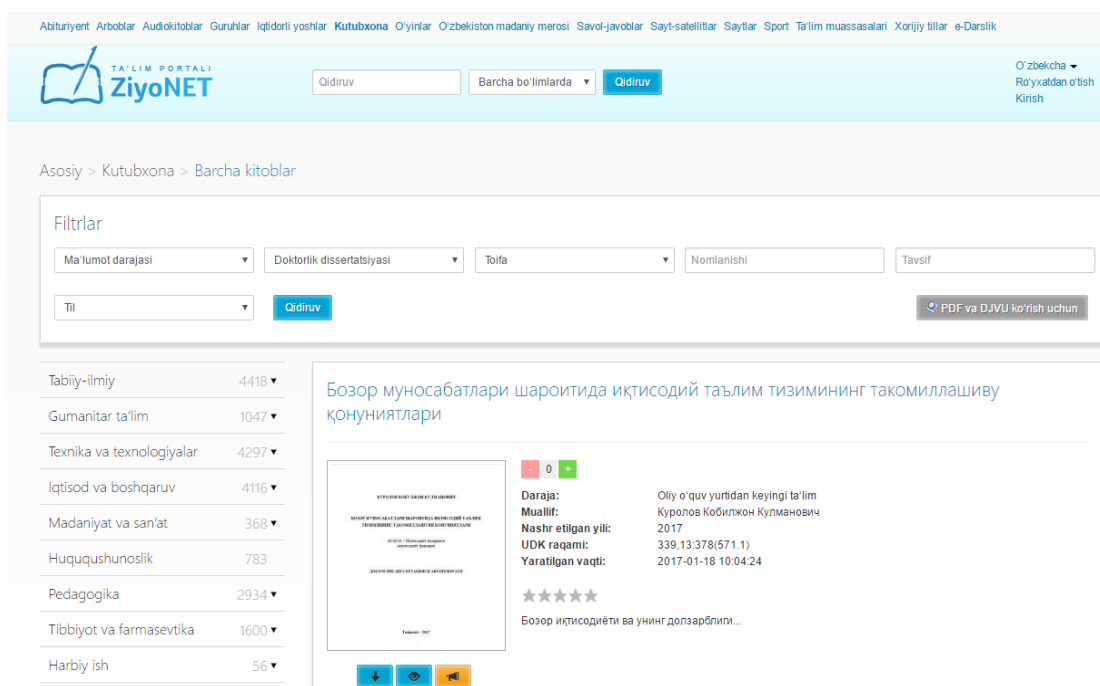 Abituriyent Arboblar Audiokitoblar Guruhlar Iqtidorli yoshlar Kutubxona O'yinlar O'zbekiston madaniy merosi Savol-javoblar Sayt-satellitlar Saytlar Sport Ta'lim muassasalari Xorijiy tillar e-Darslik
TA'LIM PORTALI
ZiyoNET
Qidiruv
Barcha bo'limlarda
Qidiruv
O`zbekcha
Ro'yxatdan o'tish
Kirish
Asosiy > Kutubxona > Barcha kitoblar
Filtrlar
Ma'lumot darajasi
Doktorlik dissertatsiyasi
Toifa
Nomlanishi
Tavsif
Til
Qidiruv
PDF va DJVU ko'rish uchun
Tabiiy-ilmiy 4418
Gumanitar ta'lim 1047
Texnika va texnologiyalar 4297
Iqtisod va boshqaruv 4116
Madaniyat va san'at 368
Huququshunoslik 783
Pedagogika 2934
Tibbiyot va farmasevtika 1600
Harbiy ish 56
Бозор муносабатлари шароитида иқтисодий таълим тизимининг такомиллашиву
қонуниятлари
- 0 +
Daraja: Oliy o'quv yurtidan keyingi ta'lim
Muallif: Куролов Кобилжон Кулманович
Nashr etilgan yili: 2017
UDK raqami: 339,13:378(571.1)
Yaratilgan vaqti: 2017-01-18 10:04:24
Бозор иқтисодиёти ва унинг долзарблиги...